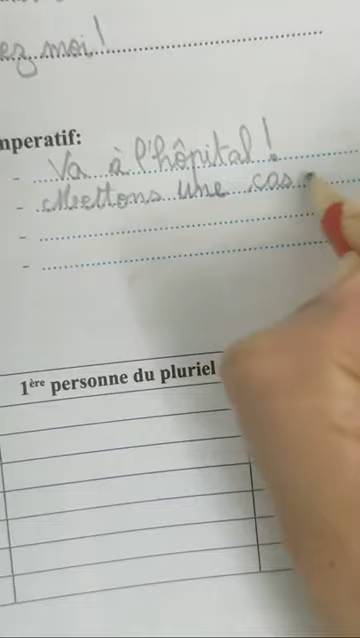 ez moi!
mperatif:
- Va à l'hôpital!
- Mettons une cas
-
-
1ère personne du pluriel